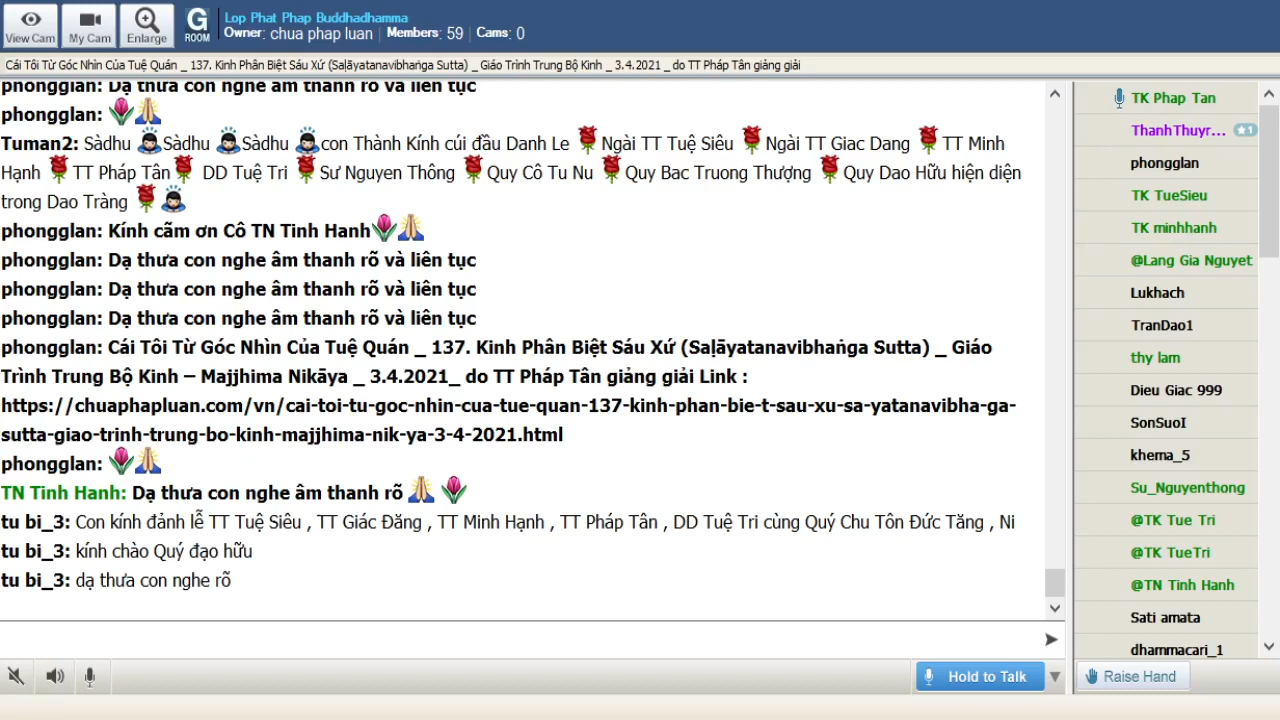 View Cam
My Cam
Enlarge
G
ROOM
Lop Phat Phap Buddhadhamma
Owner: chua phap luan Members: 59 Cams: 0
Cái Tôi Từ Góc Nhìn Của Tuệ Quán _ 137. Kinh Phân Biệt Sáu Xứ (Saḷāyatanavibhaṅga Sutta) _ Giáo Trình Trung Bộ Kinh _ 3.4.2021 _ do TT Pháp Tân giảng giải
phongglan: Dạ thưa con nghe âm thanh rõ và liên tục
phongglan:
Tuman2: Sàdhu Sàdhu Sàdhu con Thành Kính cúi đầu Danh Le Ngài TT Tuệ Siêu Ngài TT Giac Dang TT Minh
Hạnh TT Pháp Tân DD Tuệ Tri Sư Nguyen Thông Quy Cô Tu Nu Quy Bac Truong Thượng Quy Dao Hữu hiện diện
trong Dao Tràng
phongglan: Kính cãm ơn Cô TN Tinh Hanh
phongglan: Dạ thưa con nghe âm thanh rõ và liên tục
phongglan: Dạ thưa con nghe âm thanh rõ và liên tục
phongglan: Dạ thưa con nghe âm thanh rõ và liên tục
phongglan: Cái Tôi Từ Góc Nhìn Của Tuệ Quán _ 137. Kinh Phân Biệt Sáu Xứ (Saḷāyatanavibhaṅga Sutta) _ Giáo
Trình Trung Bộ Kinh – Majjhima Nikāya _ 3.4.2021_ do TT Pháp Tân giảng giải Link :
https://chuaphapluan.com/vn/cai-toi-tu-goc-nhin-cua-tue-quan-137-kinh-phan-bie-t-sau-xu-sa-yatanavibha-ga-
sutta-giao-trinh-trung-bo-kinh-majjhima-nik-ya-3-4-2021.html
phongglan:
TN Tinh Hanh: Dạ thưa con nghe âm thanh rõ
tu bi_3: Con kính đảnh lễ TT Tuệ Siêu , TT Giác Đăng , TT Minh Hạnh , TT Pháp Tân , DD Tuệ Tri cùng Quý Chu Tôn Đức Tăng , Ni
tu bi_3: kính chào Quý đạo hữu
tu bi_3: dạ thưa con nghe rõ
TK Phap Tan
ThanhThuyr... 1
phongglan
TK TueSieu
TK minhhanh
@Lang Gia Nguyet
Lukhach
TranDao1
thy lam
Dieu Giac 999
SonSuoI
khema_5
Su_Nguyenthong
@TK Tue Tri
@TK TueTri
@TN Tinh Hanh
Sati amata
dhammacari_1
Hold to Talk
Raise Hand